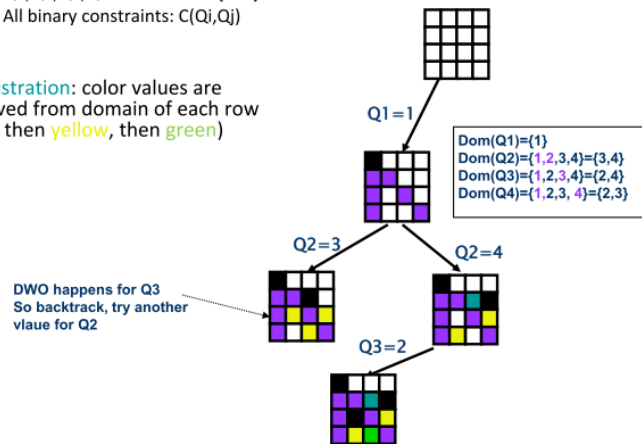 All binary constraints: C(Qi,Qj)
stration: color values are
ved from domain of each row
then yellow, then green)
Q1=1
Dom(Q1)={1}
Dom(Q2)={1,2,3,4}={3,4}
Dom(Q3)={1,2,3,4}={2,4}
Dom(Q4)={1,2,3, 4}={2,3}
Q2=3
Q2=4
DWO happens for Q3
So backtrack, try another
vlaue for Q2
Q3=2